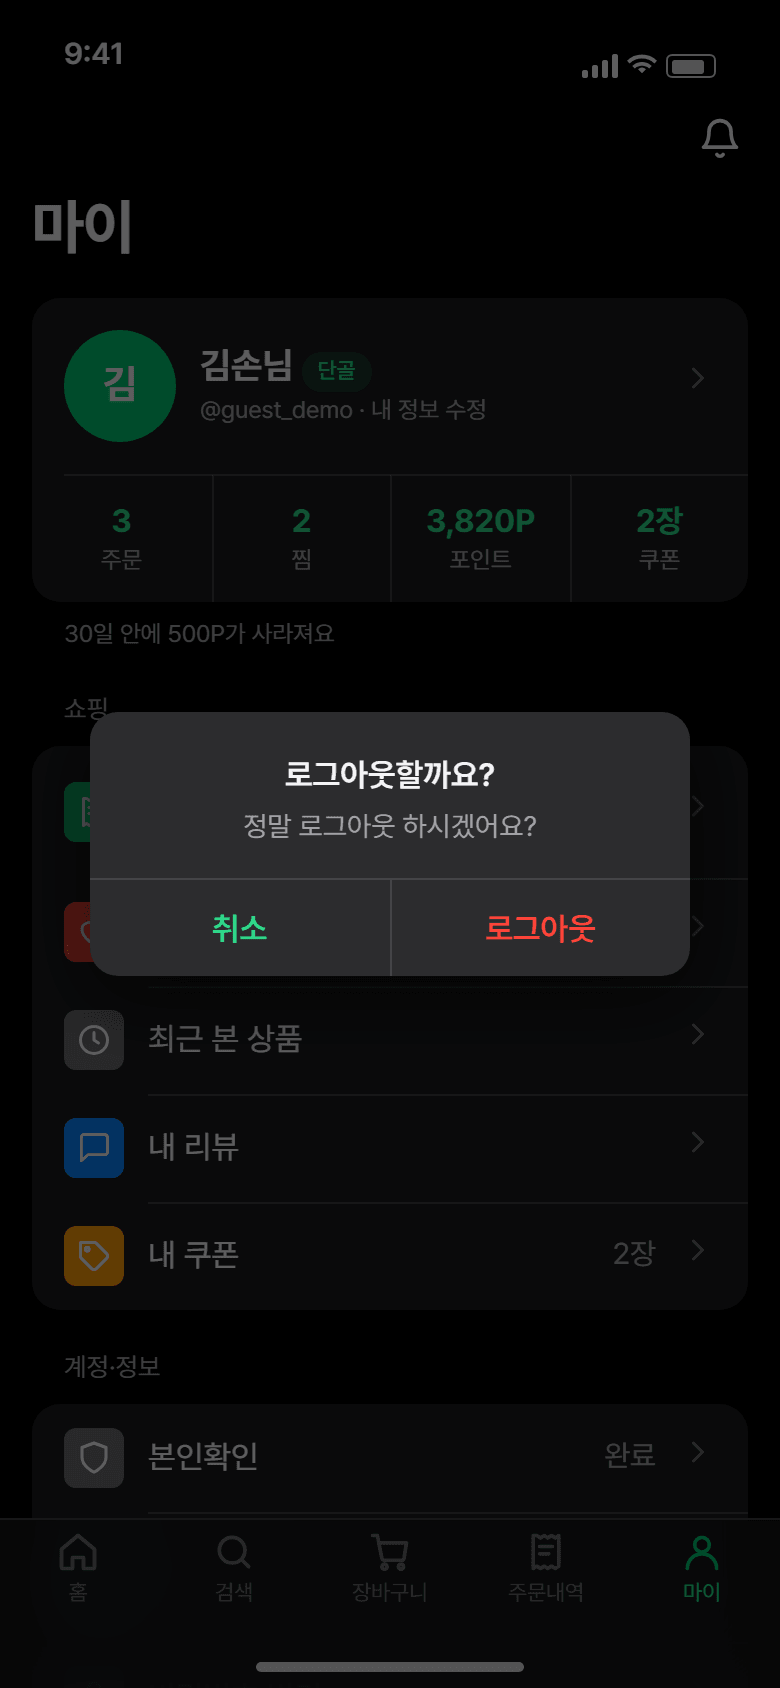 9:41
마이
김
김손님 단골
@guest_demo · 내 정보 수정
3 2 3,820P 2장
주문 찜 포인트 쿠폰
30일 안에 500P가 사라져요
쇼핑
로그아웃할까요?
정말 로그아웃 하시겠어요?
취소 로그아웃
최근 본 상품
내 리뷰
내 쿠폰 2장
계정·정보
본인확인 완료
홈 검색 장바구니 주문내역 마이